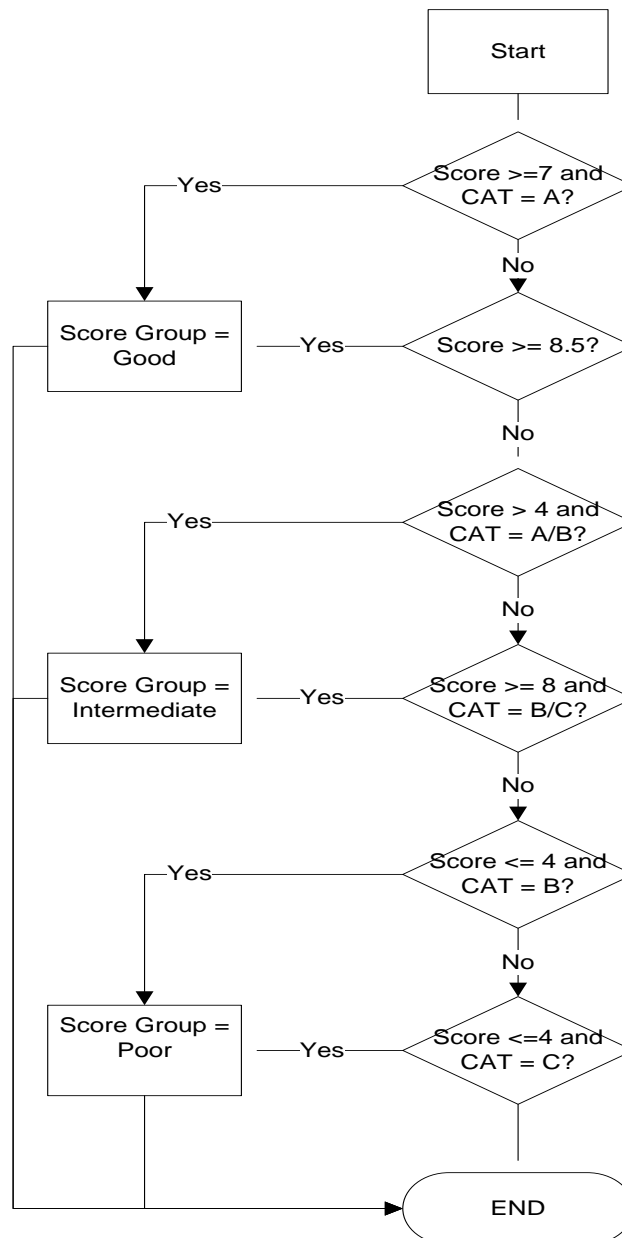 Start
Score >=7 and
CAT = A?
Yes
No
Score Group =
Good
Yes
Score >= 8.5?
No
Score > 4 and
CAT = A/B?
Yes
No
Score Group =
Intermediate
Yes
Score >= 8 and
CAT = B/C?
No
Score <= 4 and
CAT = B?
Yes
No
Score Group =
Poor
Yes
Score <=4 and
CAT = C?
END